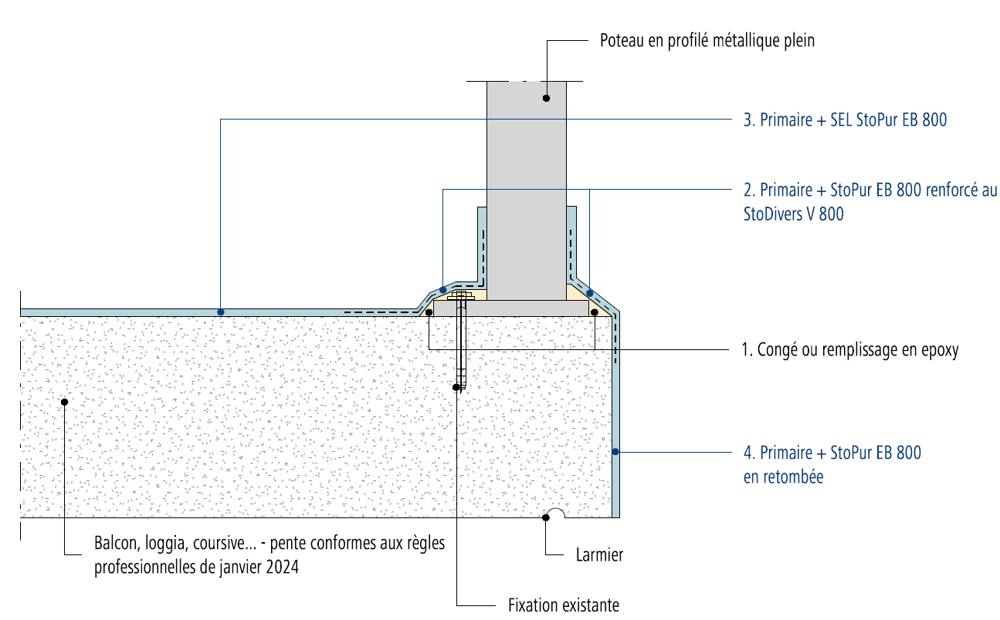 Poteau en profilé métallique plein
3. Primaire + SEL StoPur EB 800
2. Primaire + StoPur EB 800 renforcé au
StoDivers V 800
1. Congé ou remplissage en epoxy
4. Primaire + StoPur EB 800
en retombée
Balcon, loggia, coursive... - pente conformes aux règles
professionnelles de janvier 2024
Larmier
Fixation existante